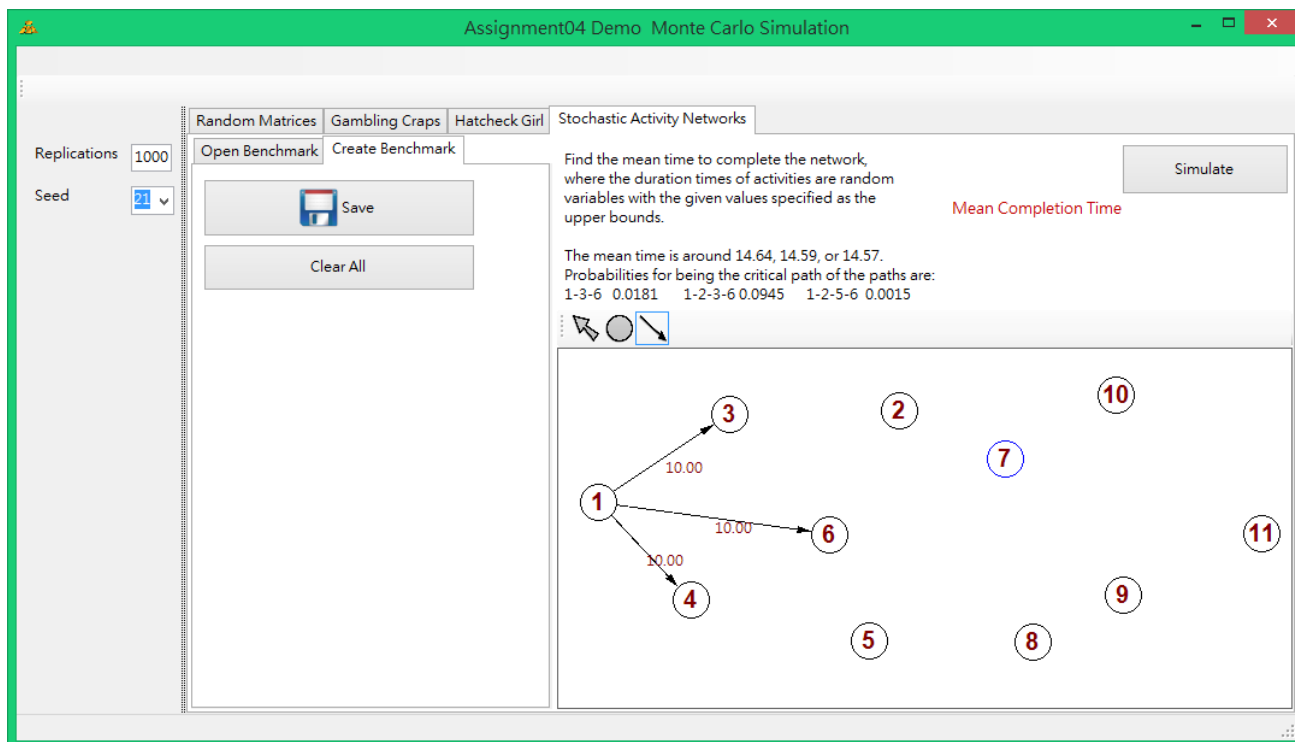 Assignment04 Demo Monte Carlo Simulation
Random Matrices
Gambling Craps
Hatcheck Girl
Stochastic Activity Networks
Replications 1000
Seed 21
Open Benchmark
Create Benchmark
Save
Clear All
Find the mean time to complete the network,
where the duration times of activities are random
variables with the given values specified as the
upper bounds.
The mean time is around 14.64, 14.59, or 14.57.
Probabilities for being the critical path of the paths are:
1-3-6 0.0181 1-2-3-6 0.0945 1-2-5-6 0.0015
Simulate
Mean Completion Time
10
3
2
7
10.00
1
10.00
6
11
10.00
4
9
5
8